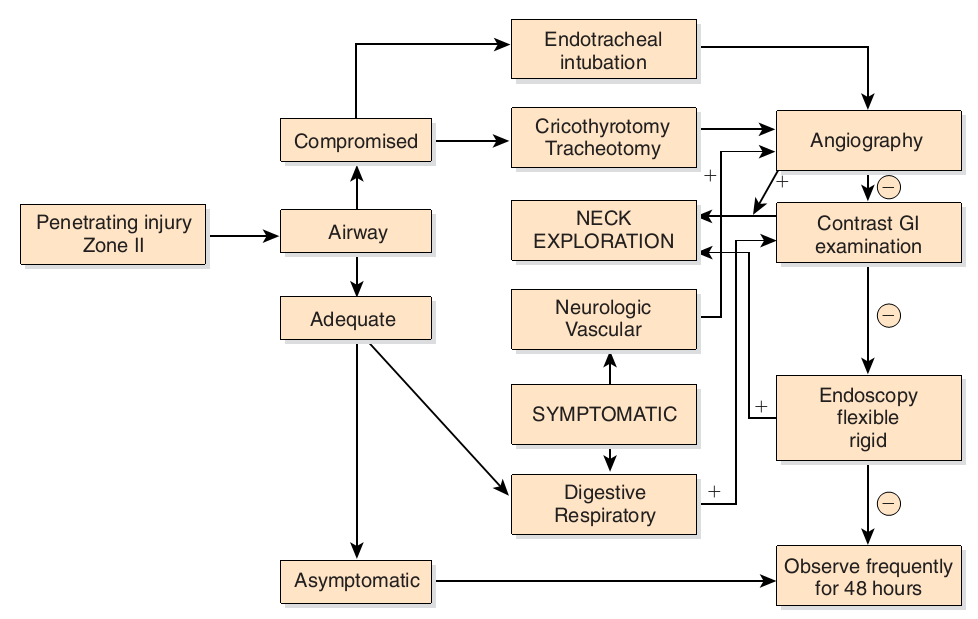 Endotracheal
intubation
Compromised
Cricothyrotomy
Tracheotomy
Angiography
+
+
−
Penetrating injury
Zone II
Airway
NECK
EXPLORATION
Contrast GI
examination
Adequate
Neurologic
Vascular
−
SYMPTOMATIC
+
Endoscopy
flexible
rigid
Digestive
Respiratory
+
−
Asymptomatic
Observe frequently
for 48 hours